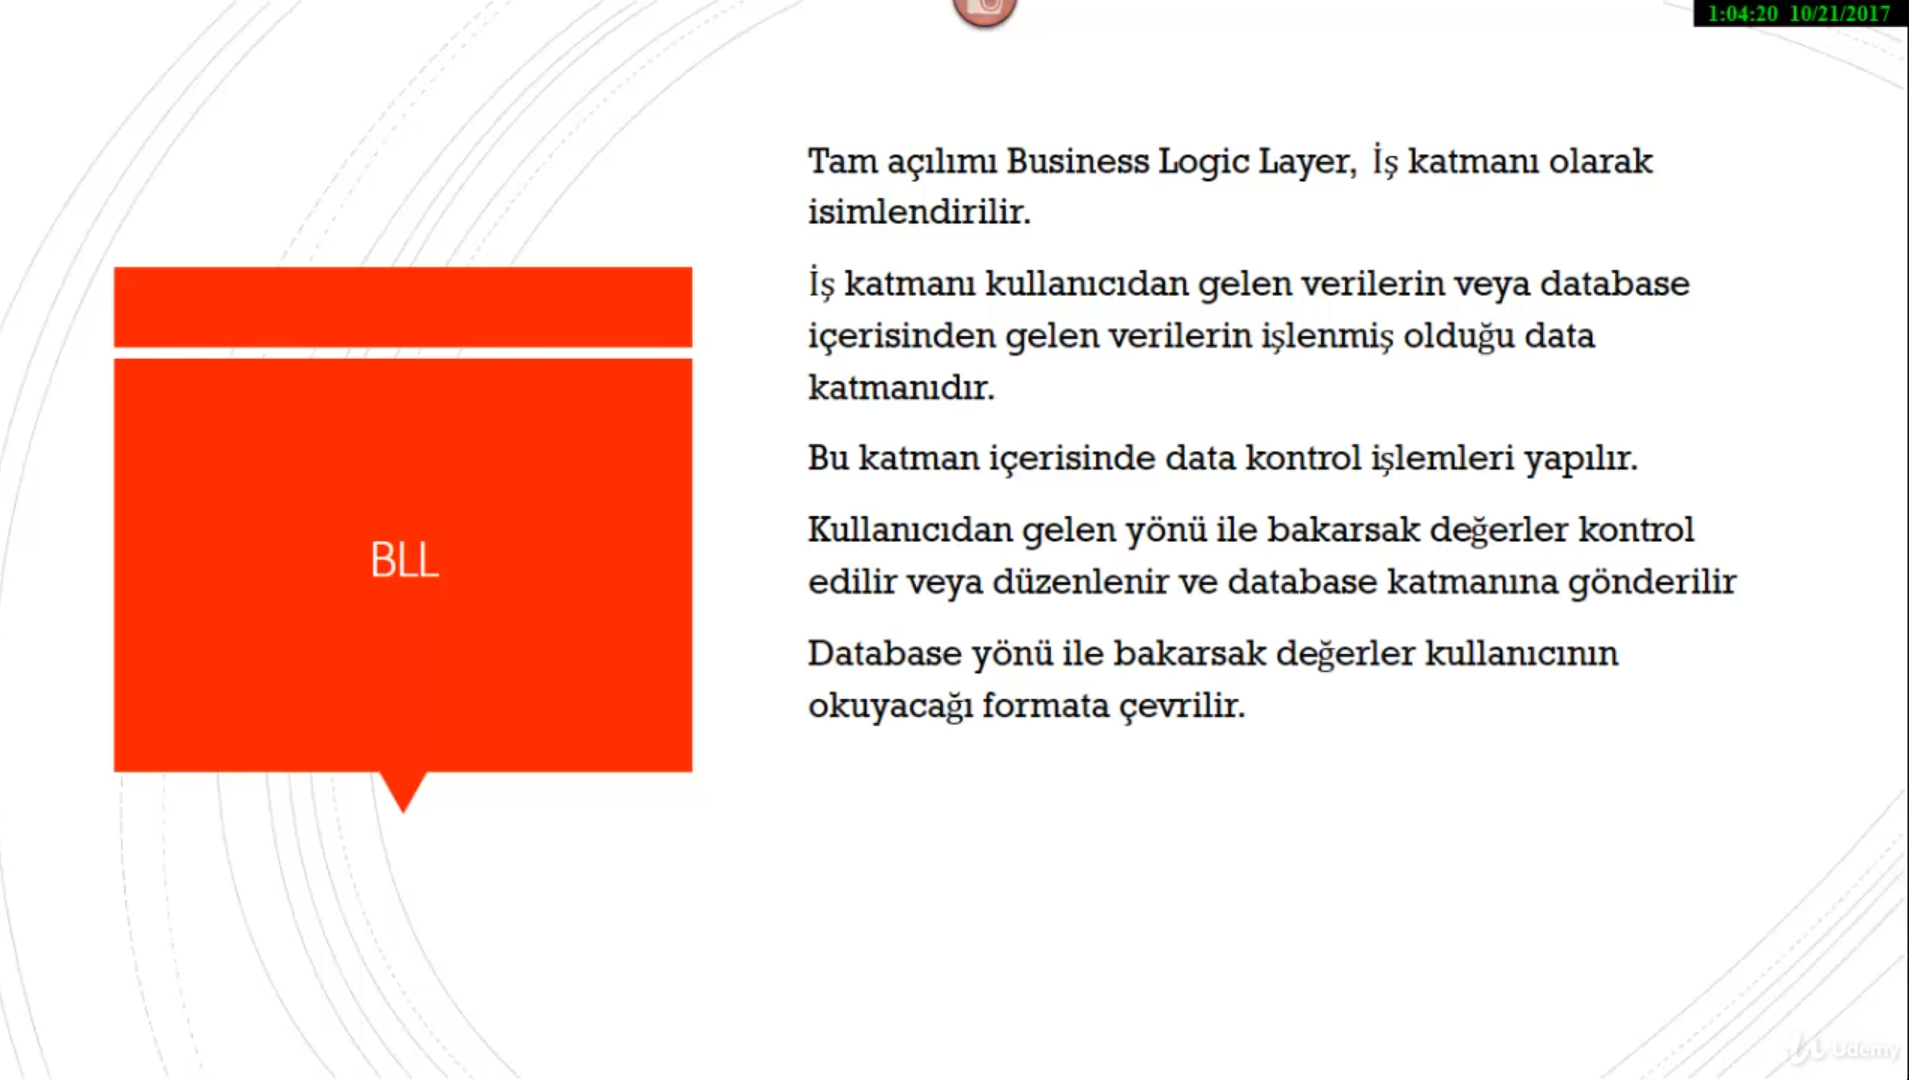 1:04:20 10/21/2017
Tam açılımı Business Logic Layer, İş katmanı olarak
isimlendirilir.
İş katmanı kullanıcıdan gelen verilerin veya database
içerisinden gelen verilerin işlenmiş olduğu data
katmanıdır.
Bu katman içerisinde data kontrol işlemleri yapılır.
Kullanıcıdan gelen yönü ile bakarsak değerler kontrol
edilir veya düzenlenir ve database katmanına gönderilir
Database yönü ile bakarsak değerler kullanıcının
okuyacağı formata çevrilir.
BLL
Udemy